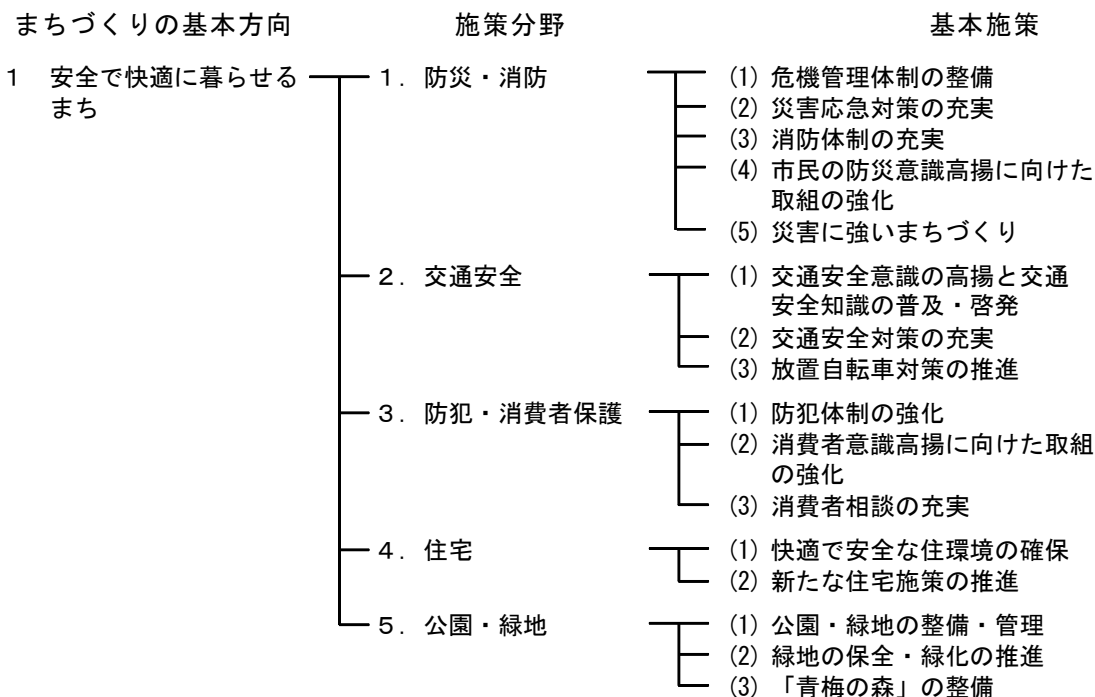 まちづくりの基本方向 施策分野 基本施策
1 安全で快適に暮らせる
まち
1. 防災・消防
(1) 危機管理体制の整備
(2) 災害応急対策の充実
(3) 消防体制の充実
(4) 市民の防災意識高揚に向けた
取組の強化
(5) 災害に強いまちづくり
2. 交通安全
(1) 交通安全意識の高揚と交通
安全知識の普及・啓発
(2) 交通安全対策の充実
(3) 放置自転車対策の推進
3. 防犯・消費者保護
(1) 防犯体制の強化
(2) 消費者意識高揚に向けた取組
の強化
(3) 消費者相談の充実
4. 住宅
(1) 快適で安全な住環境の確保
(2) 新たな住宅施策の推進
5. 公園・緑地
(1) 公園・緑地の整備・管理
(2) 緑地の保全・緑化の推進
(3) 「青梅の森」の整備